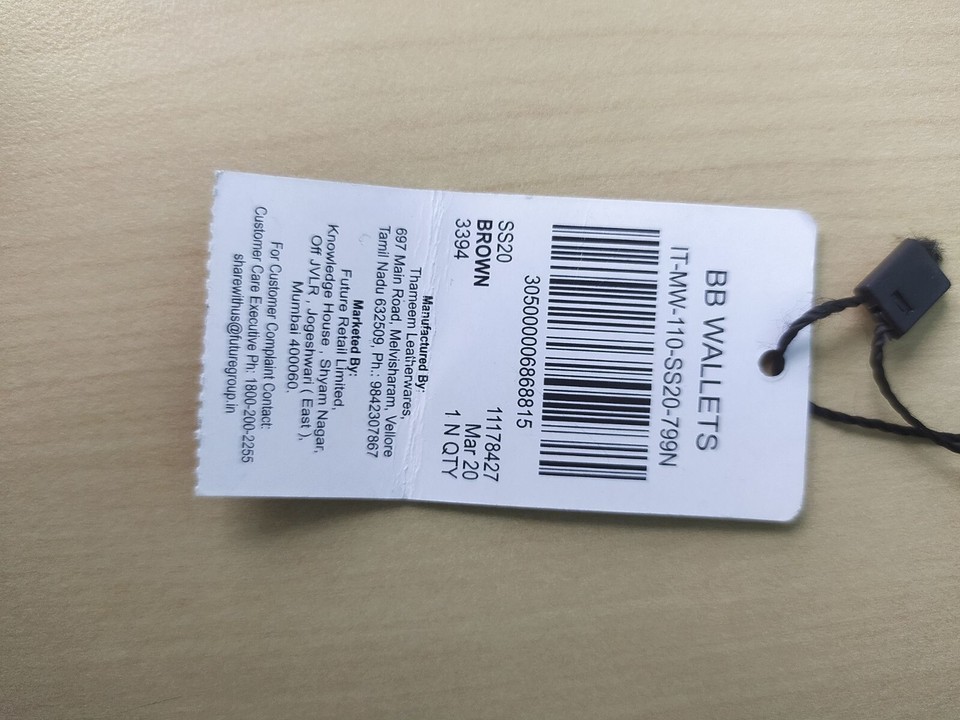 BB WALLETS
IT-MW-110-SS20-799N
3050000006868815
SS20 11178427
BROWN Mar 20
3394 1 N QTY
Manufactured By:
Thameem Leatherwares,
697 Main Road, Melvisharam, Vellore
Tamil Nadu 632509, Ph.: 9842307867
Marketed By:
Future Retail Limited,
Knowledge House , Shyam Nagar,
Off JVLR , Jogeshwari ( East ),
Mumbai 400060.
For Customer Complaint Contact:
Customer Care Executive Ph: 1800-200-2255
sharewithus@futuregroup.in